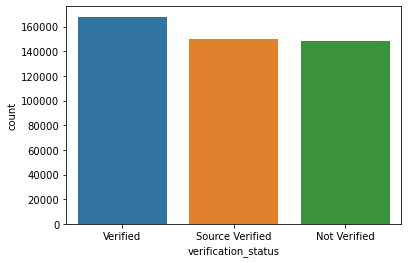 160000
140000
120000
100000
80000
60000
40000
20000
0
count
Verified
Source Verified
Not Verified
verification_status